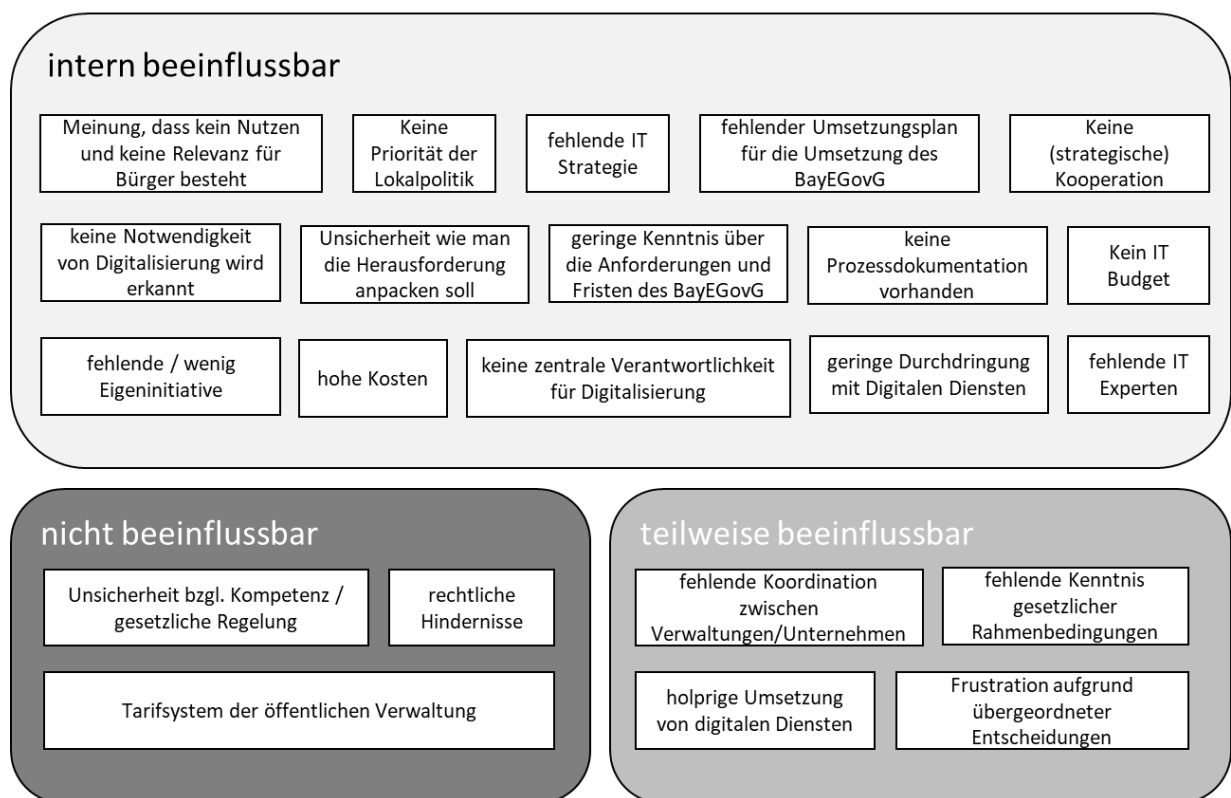 intern beeinflussbar
Meinung, dass kein Nutzen
und keine Relevanz für
Bürger besteht
Keine
Priorität der
Lokalpolitik
fehlende IT
Strategie
fehlender Umsetzungsplan
für die Umsetzung des
BayEGovG
Keine
(strategische)
Kooperation
keine Notwendigkeit
von Digitalisierung wird
erkannt
Unsicherheit wie man
die Herausforderung
anpacken soll
geringe Kenntnis über
die Anforderungen und
Fristen des BayEGovG
keine
Prozessdokumentation
vorhanden
Kein IT
Budget
fehlende / wenig
Eigeninitiative
hohe Kosten
keine zentrale Verantwortlichkeit
für Digitalisierung
geringe Durchdringung
mit Digitalen Diensten
fehlende IT
Experten
nicht beeinflussbar
Unsicherheit bzgl. Kompetenz /
gesetzliche Regelung
rechtliche
Hindernisse
Tarifsystem der öffentlichen Verwaltung
teilweise beeinflussbar
fehlende Koordination
zwischen
Verwaltungen/Unternehmen
fehlende Kenntnis
gesetzlicher
Rahmenbedingungen
holprige Umsetzung
von digitalen Diensten
Frustration aufgrund
übergeordneter
Entscheidungen